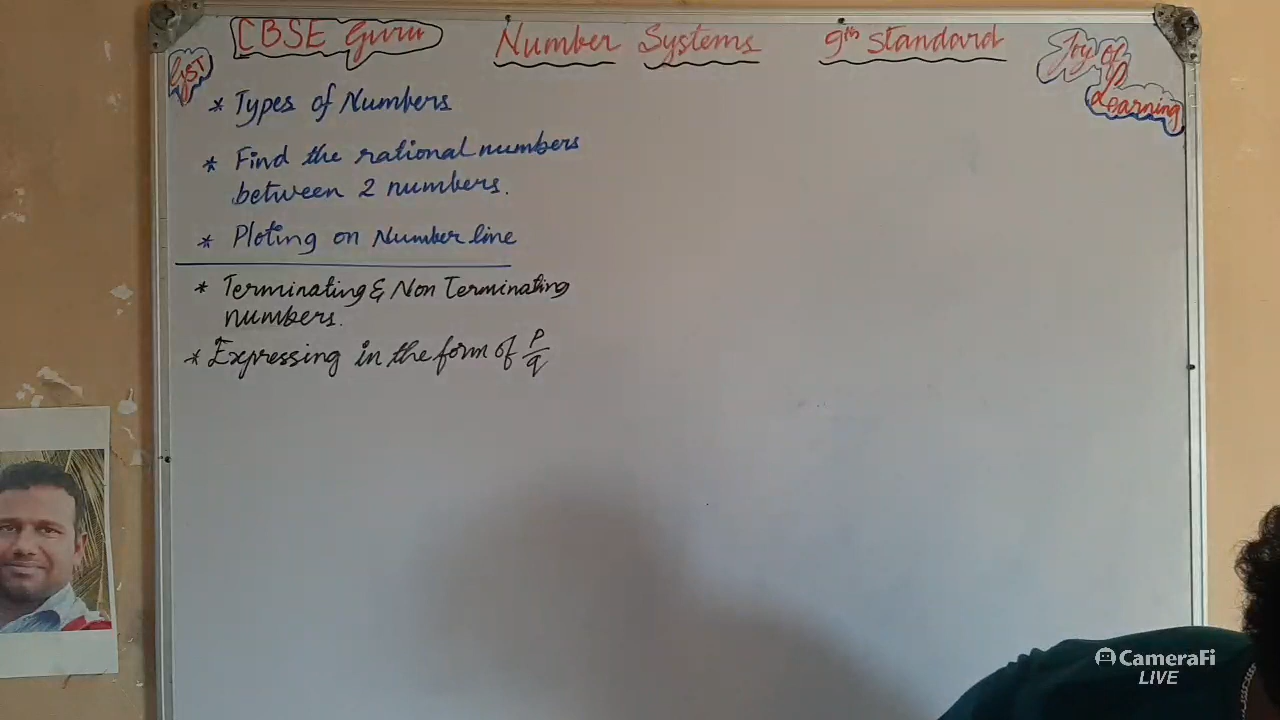 CBSE Guru
Number Systems
9th Standard
Joy of
Learning
GST
* Types of Numbers
* Find the rational numbers
between 2 numbers.
* Ploting on Number line
* Terminating & Non Terminating
numbers.
* Expressing in the form of p/q
CameraFi
LIVE